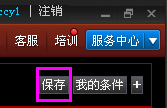 ccy1 | 注销
客服 培训 服务中心
保存 我的条件 +